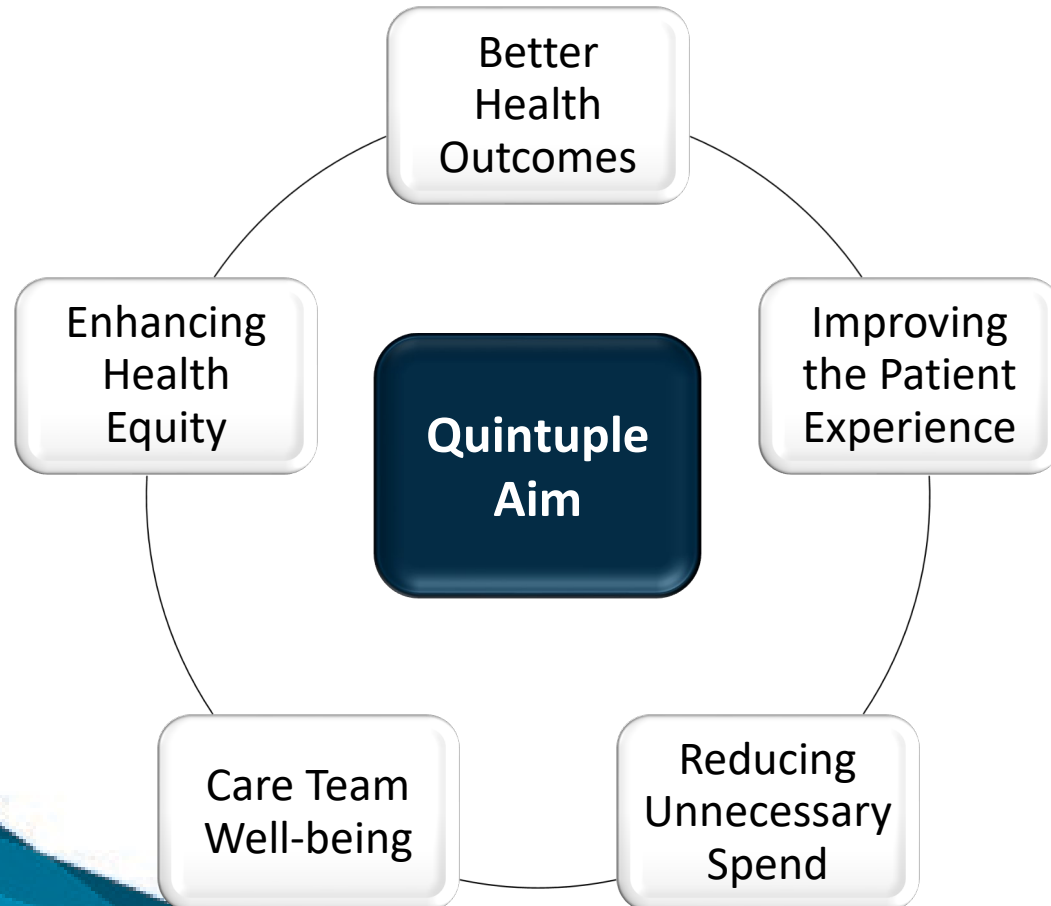 Better
Health
Outcomes
Enhancing
Health
Equity
Improving
the Patient
Experience
Quintuple
Aim
Care Team
Well-being
Reducing
Unnecessary
Spend